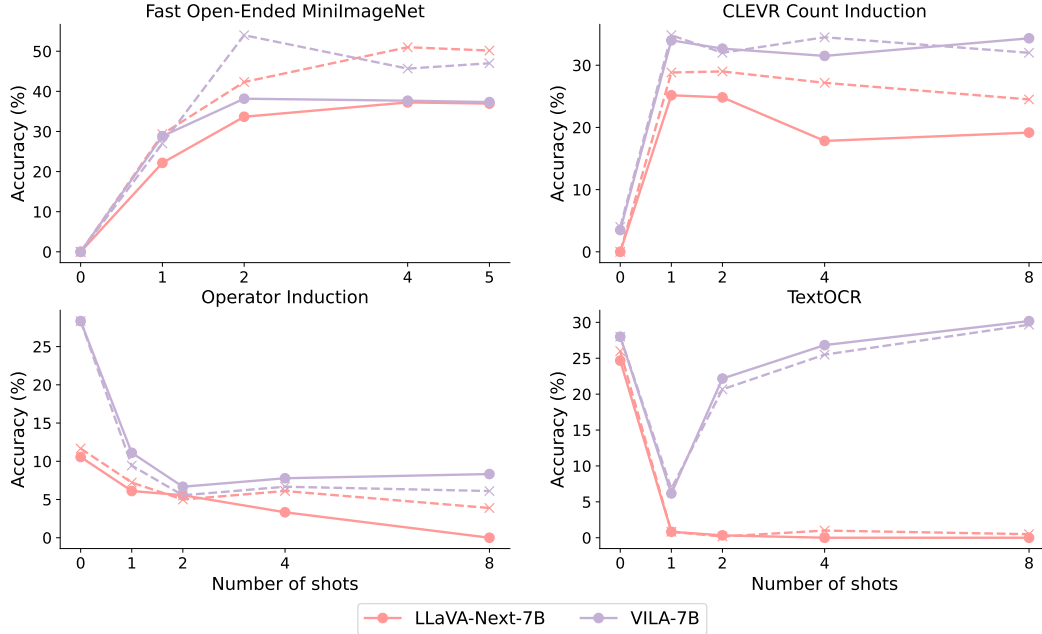 Fast Open-Ended MiniImageNet
Accuracy (%)
50
40
30
20
10
0
0 1 2 4 5
CLEVR Count Induction
Accuracy (%)
30
20
10
0
0 1 2 4 8
Operator Induction
Accuracy (%)
25
20
15
10
5
0
0 1 2 4 8
Number of shots
TextOCR
Accuracy (%)
30
25
20
15
10
5
0
0 1 2 4 8
Number of shots
LLaVA-Next-7B VILA-7B